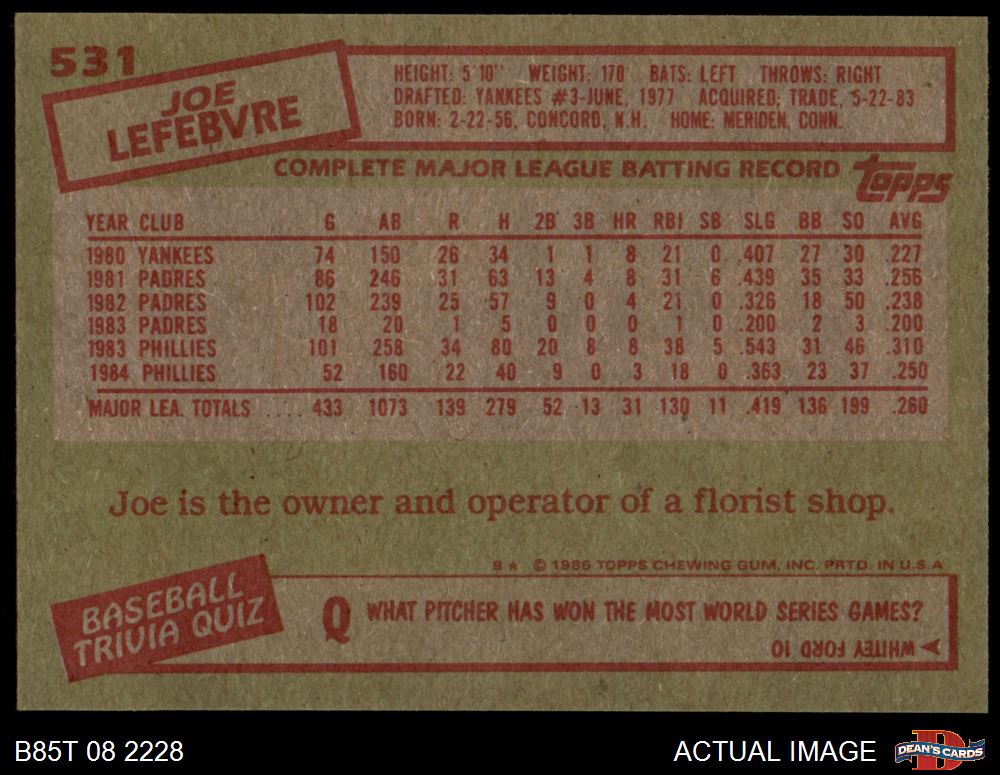 531
JOE
LEFEBVRE
HEIGHT: 5'10" WEIGHT: 170 BATS: LEFT THROWS: RIGHT
DRAFTED: YANKEES #3-JUNE, 1977 ACQUIRED: TRADE, 5-22-83
BORN: 2-22-56, CONCORD, N.H. HOME: MERIDEN, CONN.
COMPLETE MAJOR LEAGUE BATTING RECORD
Topps
YEAR CLUB G AB R H 2B 3B HR RBI SB SLG BB SO AVG
1980 YANKEES 74 150 26 34 1 1 8 21 0 .407 27 30 .227
1981 PADRES 86 246 31 63 13 4 8 31 6 .439 35 33 .256
1982 PADRES 102 239 25 57 9 0 4 21 0 .326 18 50 .238
1983 PADRES 18 20 1 5 0 0 0 1 0 .200 2 3 .200
1983 PHILLIES 101 258 34 80 20 8 8 38 5 .543 31 46 .310
1984 PHILLIES 52 160 22 40 9 0 3 18 0 .363 23 37 .250
MAJOR LEA. TOTALS .... 433 1073 139 279 52 13 31 130 11 .419 136 199 .260
Joe is the owner and operator of a florist shop.
B★ © 1985 TOPPS CHEWING GUM, INC. PRTD. IN U.S.A
BASEBALL
TRIVIA QUIZ
Q WHAT PITCHER HAS WON THE MOST WORLD SERIES GAMES?
WHITEY FORD 10
B85T 08 2228
ACTUAL IMAGE
D
DEAN'S CARDS